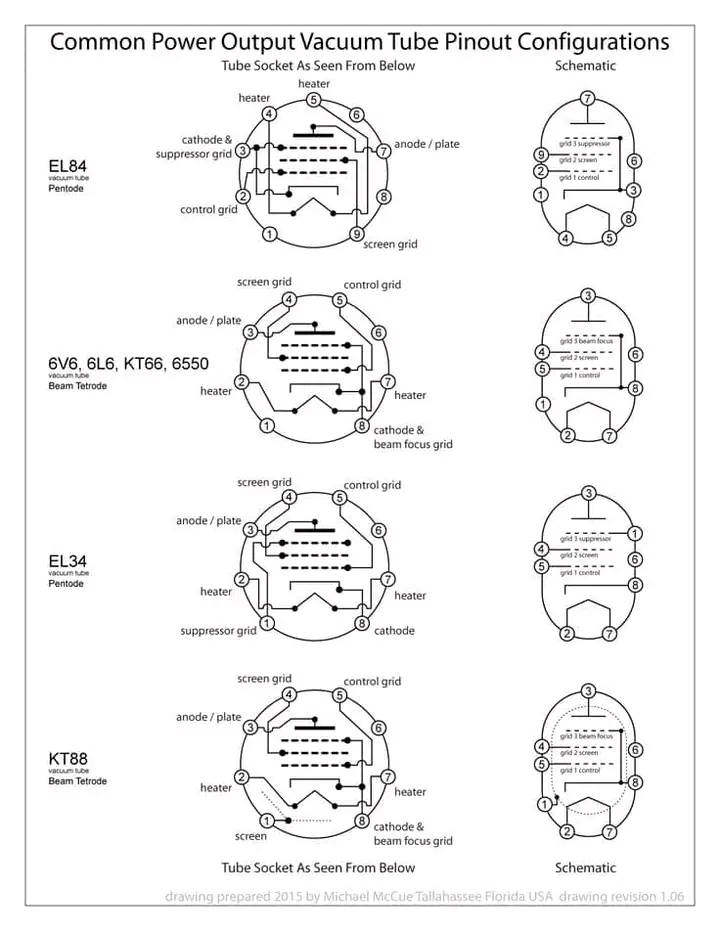 Common Power Output Vacuum Tube Pinout Configurations
Tube Socket As Seen From Below
Schematic
EL84
vacuum tube
Pentode
heater
heater
cathode &
suppressor grid
control grid
anode / plate
screen grid
5
4
6
3
7
2
8
1
9
7
grid 3 suppressor
9
grid 2 screen
6
2
grid 1 control
1
3
8
4
5
6V6, 6L6, KT66, 6550
vacuum tube
Beam Tetrode
screen grid
control grid
anode / plate
heater
heater
cathode &
beam focus grid
4
5
3
6
2
7
1
8
3
grid 3 beam focus
4
grid 2 screen
6
5
grid 1 control
8
1
2
7
EL34
vacuum tube
Pentode
screen grid
control grid
anode / plate
heater
heater
suppressor grid
cathode
4
5
3
6
2
7
1
8
3
grid 3 suppressor
1
4
grid 2 screen
6
5
grid 1 control
8
2
7
KT88
vacuum tube
Beam Tetrode
screen grid
control grid
anode / plate
heater
heater
screen
cathode &
beam focus grid
4
5
3
6
2
7
1
8
3
grid 3 beam focus
4
grid 2 screen
6
5
grid 1 control
8
1
2
7
Tube Socket As Seen From Below
Schematic
drawing prepared 2015 by Michael McCue Tallahassee Florida USA drawing revision 1.06